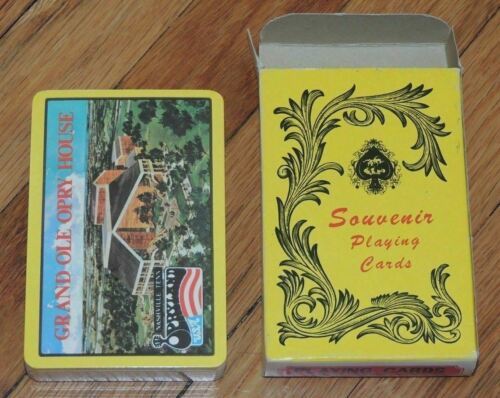 GRAND OLE OPRY HOUSE
NASHVILLE TENN
Souvenir
Playing
Cards
PLAYING CARDS